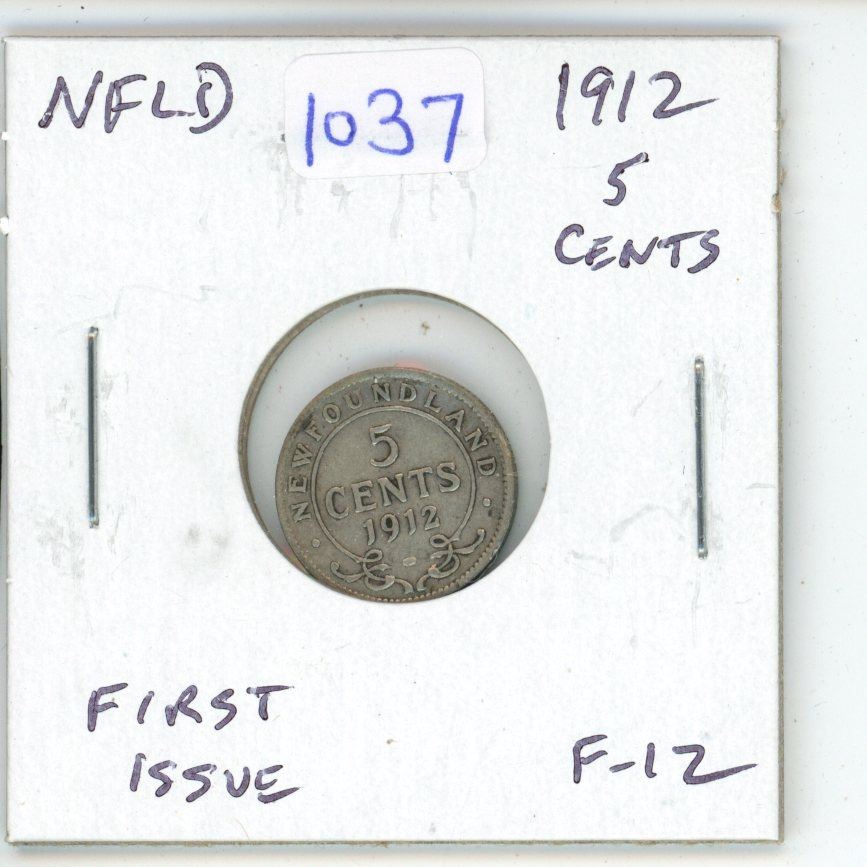 NFLD
1037
1912
5
CENTS
NEWFOUNDLAND
5
CENTS
1912
FIRST
ISSUE
F-12